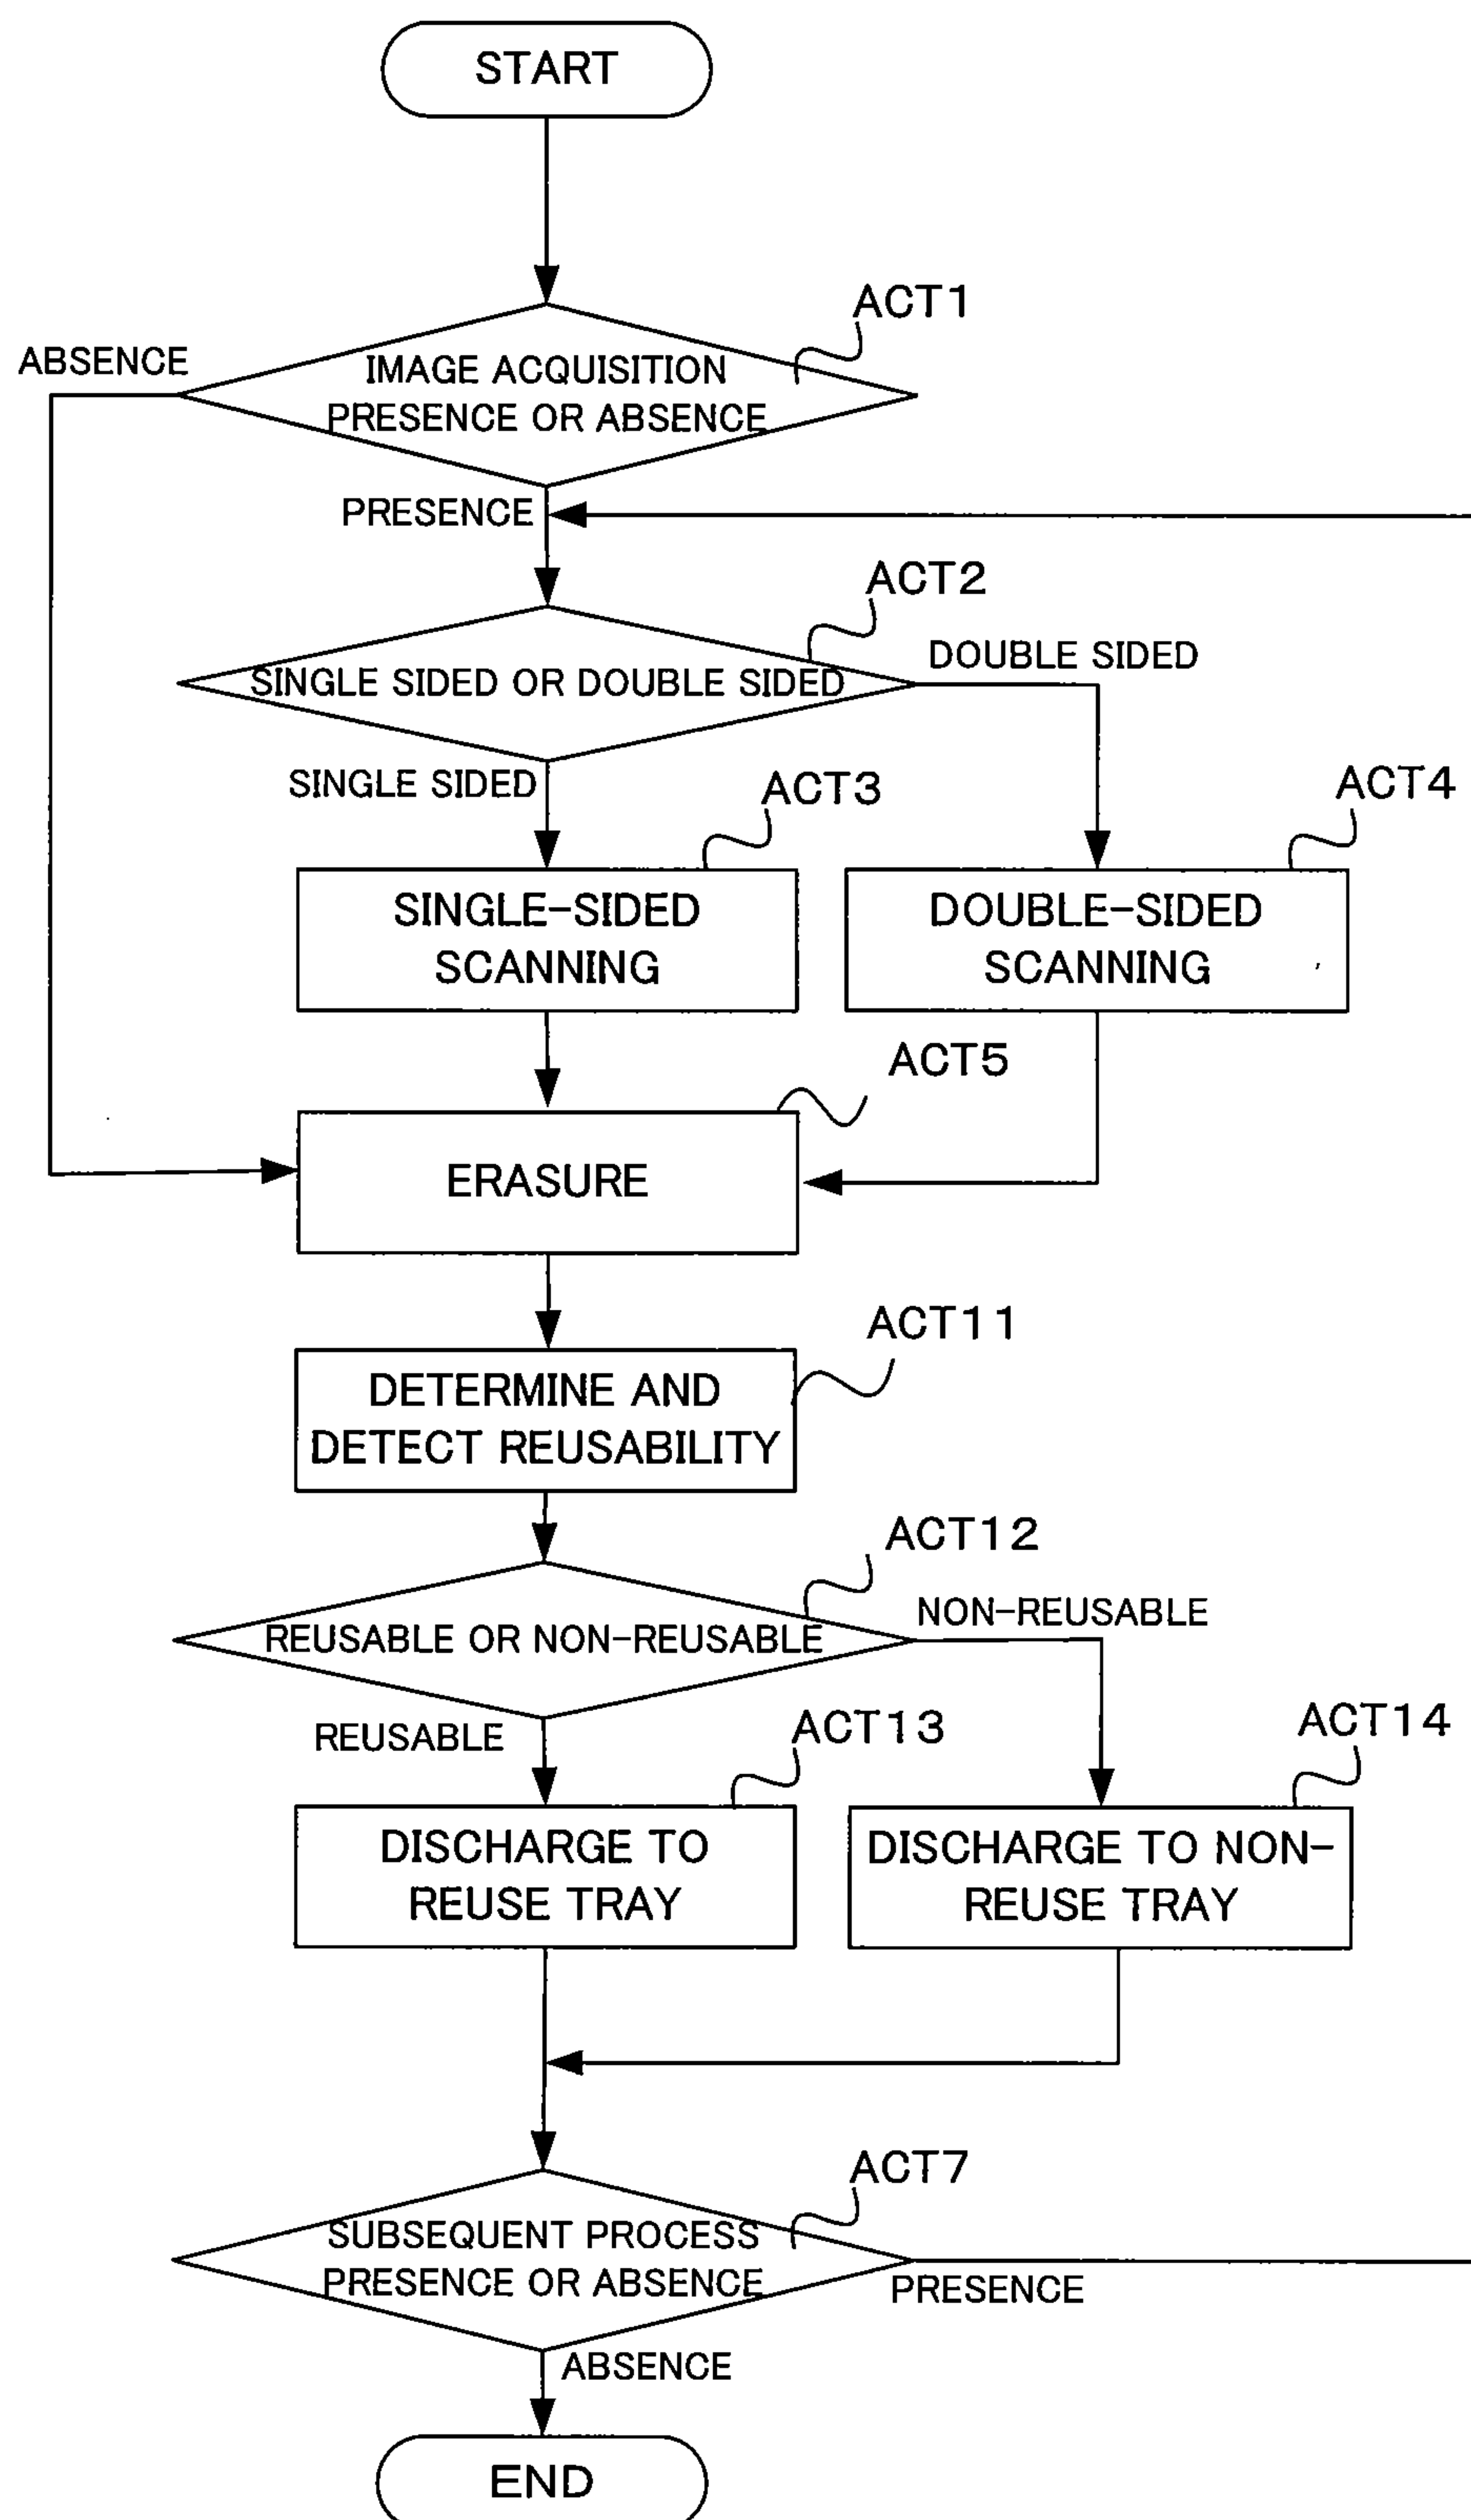 START
ACT1
ABSENCE
IMAGE ACQUISITION
PRESENCE OR ABSENCE
PRESENCE
ACT2
DOUBLE SIDED
SINGLE SIDED OR DOUBLE SIDED
SINGLE SIDED
ACT3
ACT4
SINGLE-SIDED
SCANNING
DOUBLE-SIDED
SCANNING
ACT5
ERASURE
ACT11
DETERMINE AND
DETECT REUSABILITY
ACT12
NON-REUSABLE
REUSABLE OR NON-REUSABLE
REUSABLE
ACT13
ACT14
DISCHARGE TO
REUSE TRAY
DISCHARGE TO NON-
REUSE TRAY
ACT7
SUBSEQUENT PROCESS
PRESENCE OR ABSENCE
PRESENCE
ABSENCE
END